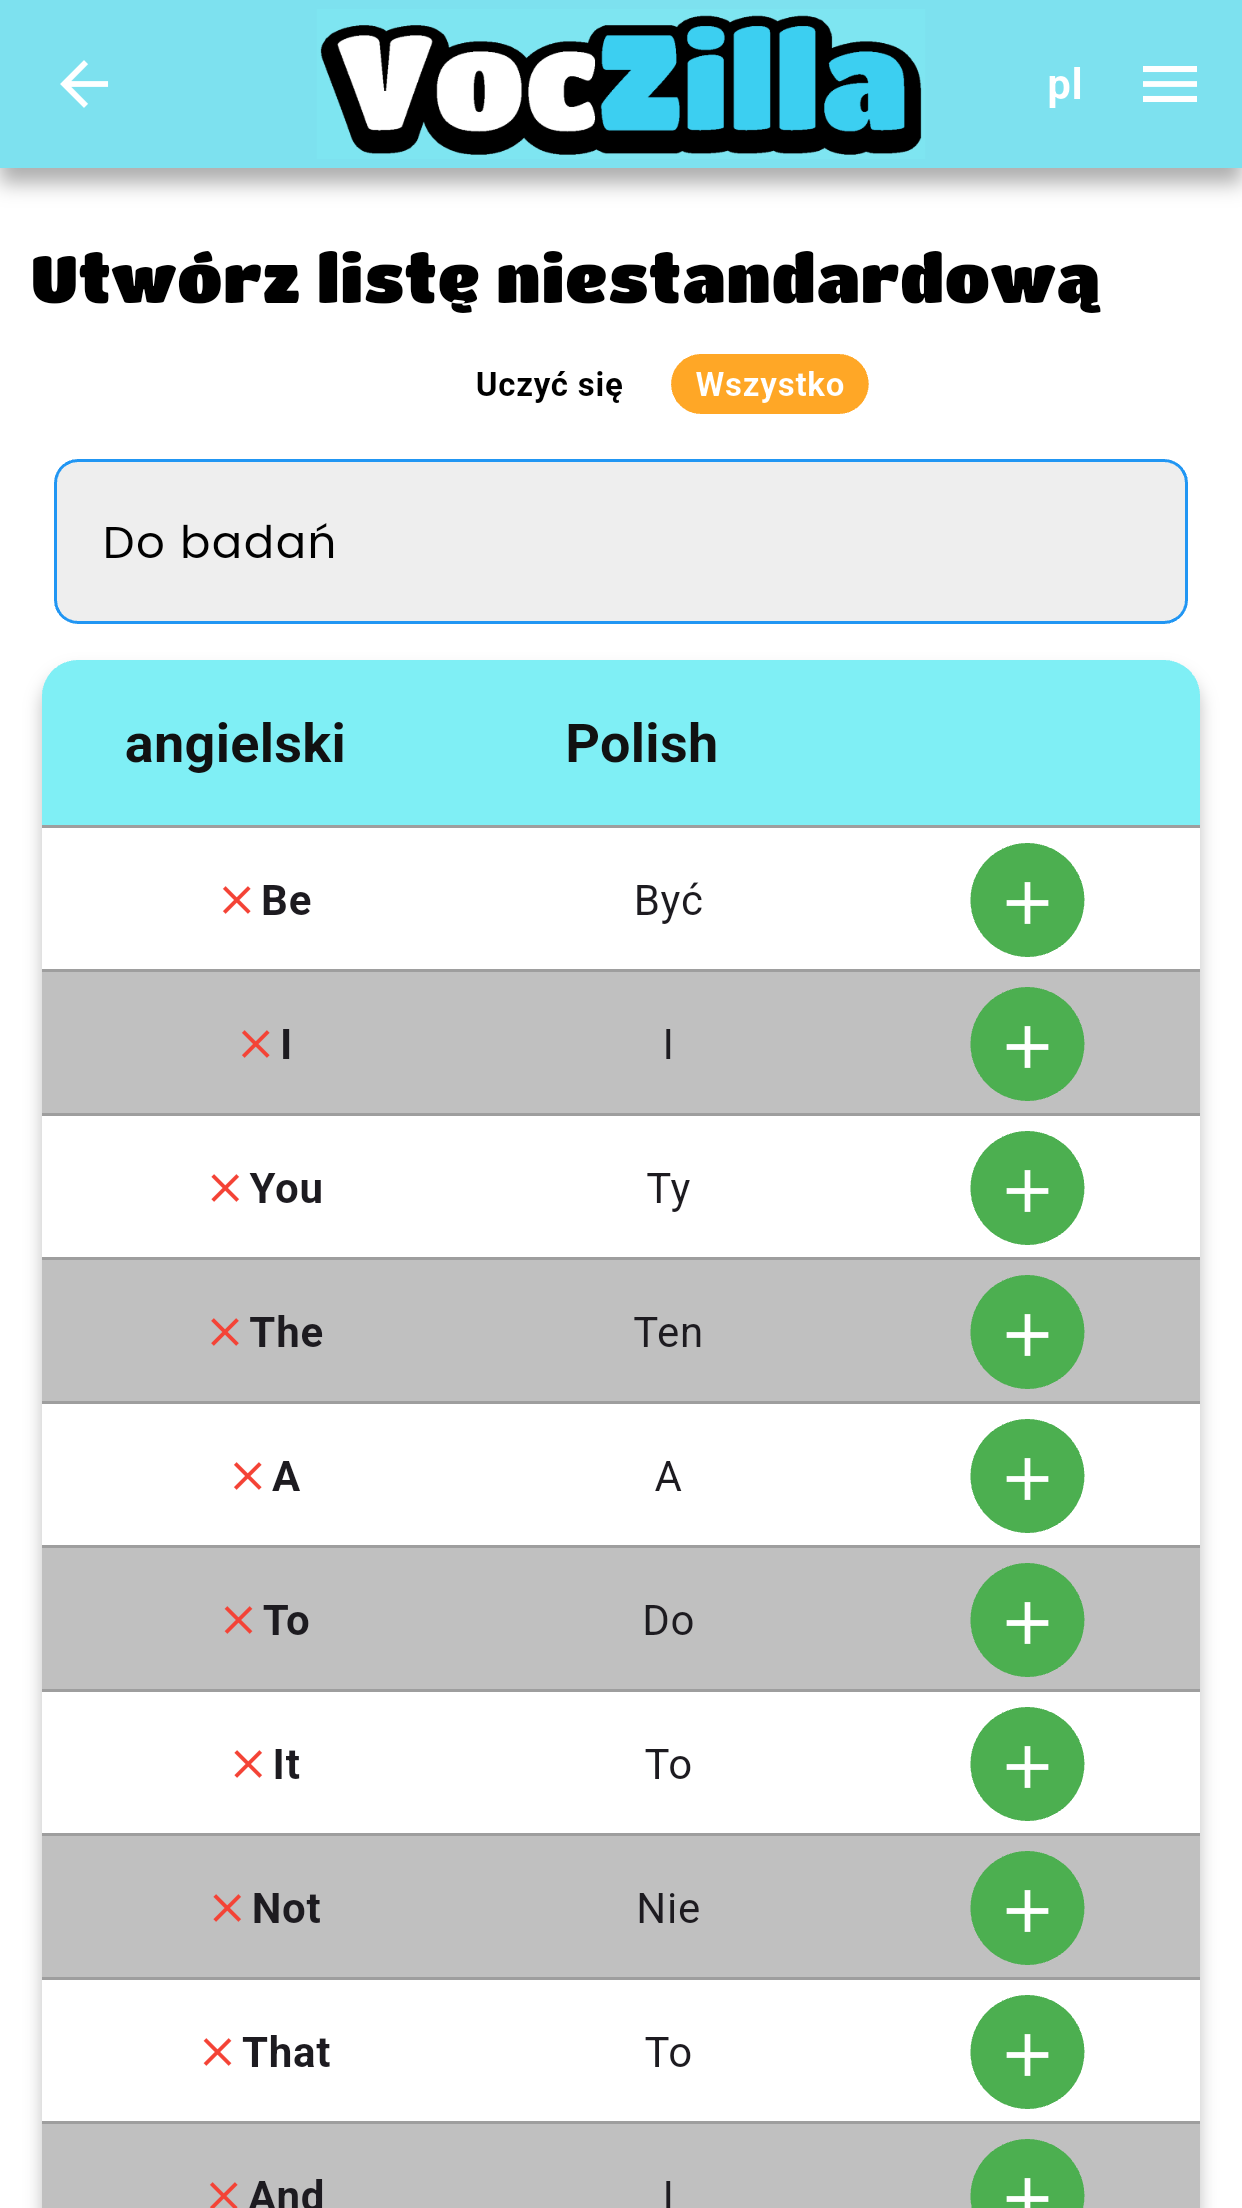 VocZilla
pl
Utwórz listę niestandardową
Uczyć się Wszystko
Do badań
angielski Polish
Be Być
I I
You Ty
The Ten
A A
To Do
It To
Not Nie
That To
And I